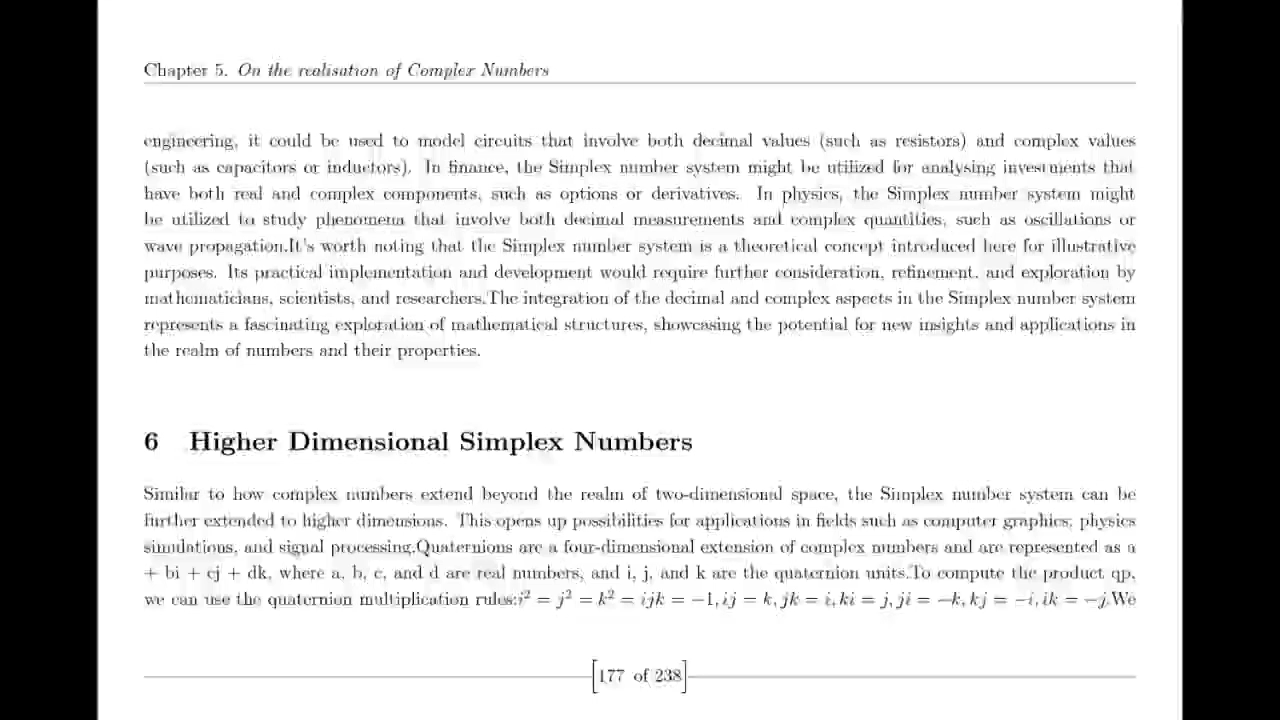 Chapter 5. On the realisation of Complex Numbers
engineering, it could be used to model circuits that involve both decimal values (such as resistors) and complex values
(such as capacitors or inductors). In finance, the Simplex number system might be utilized for analysing investments that
have both real and complex components, such as options or derivatives. In physics, the Simplex number system might
be utilized to study phenomena that involve both decimal measurements and complex quantities, such as oscillations or
wave propagation.It's worth noting that the Simplex number system is a theoretical concept introduced here for illustrative
purposes. Its practical implementation and development would require further consideration, refinement, and exploration by
mathematicians, scientists, and researchers.The integration of the decimal and complex aspects in the Simplex number system
represents a fascinating exploration of mathematical structures, showcasing the potential for new insights and applications in
the realm of numbers and their properties.
6 Higher Dimensional Simplex Numbers
Similar to how complex numbers extend beyond the realm of two-dimensional space, the Simplex number system can be
further extended to higher dimensions. This opens up possibilities for applications in fields such as computer graphics, physics
simulations, and signal processing.Quaternions are a four-dimensional extension of complex numbers and are represented as a
+ bi + cj + dk, where a, b, c, and d are real numbers, and i, j, and k are the quaternion units.To compute the product qp,
we can use the quaternion multiplication rules:i² = j² = k² = ijk = −1, ij = k, jk = i, ki = j, ji = −k, kj = −i, ik = −j.We
[177 of 238]